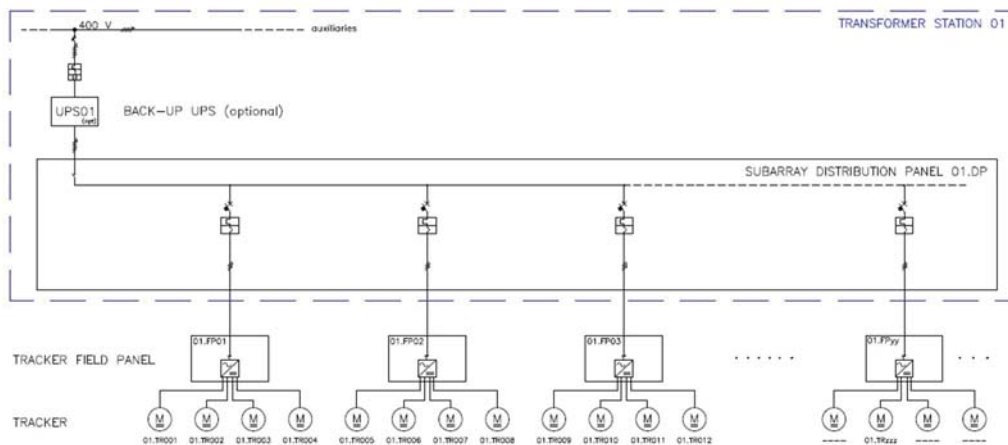 400 V
auxiliaries
TRANSFORMER STATION 01
UPS01
(opt)
BACK-UP UPS (optional)
SUBARRAY DISTRIBUTION PANEL 01.DP
01.FP01 01.FP02 01.FP03 01.FPyy
TRACKER FIELD PANEL
TRACKER M M M M M M M M M M M M M M M M
01.TR001 01.TR002 01.TR003 01.TR004 01.TR005 01.TR006 01.TR007 01.TR008 01.TR009 01.TR010 01.TR011 01.TR012 01.TRzzz